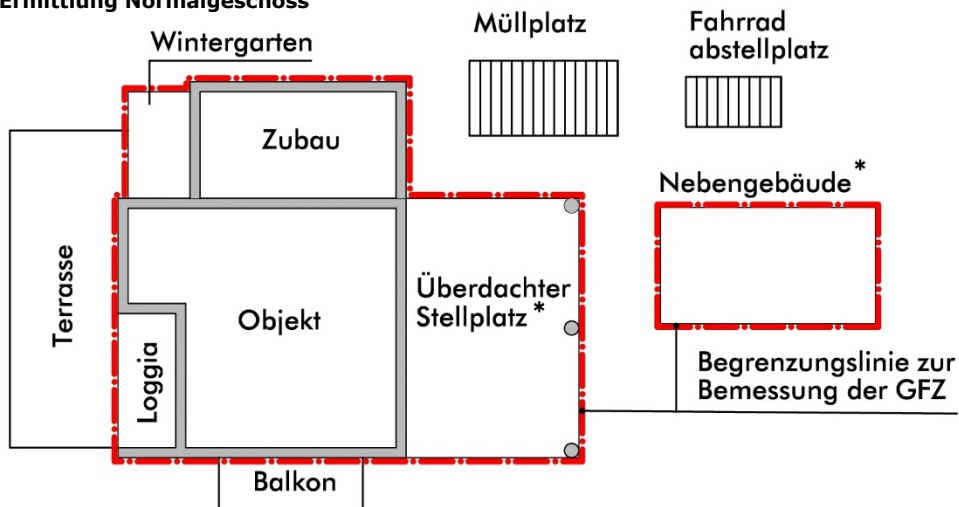 Ermittlung Normalgeschoss
Müllplatz
Fahrrad
abstellplatz
Wintergarten
Zubau
Nebengebäude*
Terrasse
Objekt
Überdachter
Stellplatz*
Loggia
Begrenzungslinie zur
Bemessung der GFZ
Balkon